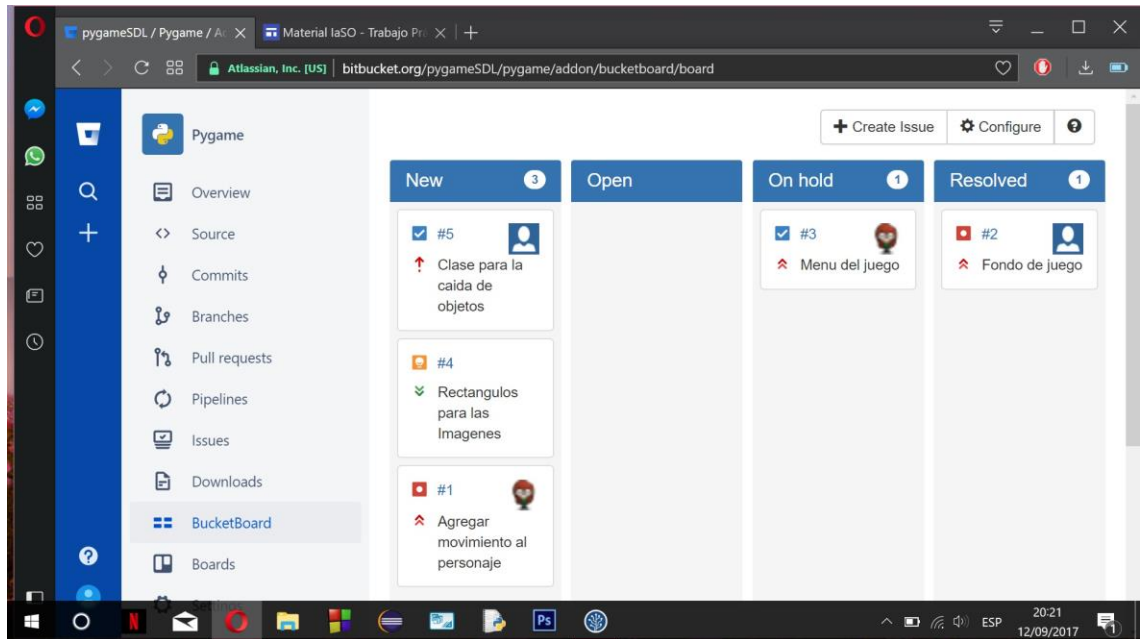 pygameSDL / Pygame / Ad
Material IaSO - Trabajo Pr
Atlassian, Inc. [US]
bitbucket.org/pygameSDL/pygame/addon/bucketboard/board
Pygame
Overview
Source
Commits
Branches
Pull requests
Pipelines
Issues
Downloads
BucketBoard
Boards
Settings
Create Issue
Configure
New 3
#5
Clase para la
caida de
objetos
#4
Rectangulos
para las
Imagenes
#1
Agregar
movimiento al
personaje
Open
On hold 1
#3
Menu del juego
Resolved 1
#2
Fondo de juego
N
Ps
ESP
20:21
12/09/2017
1